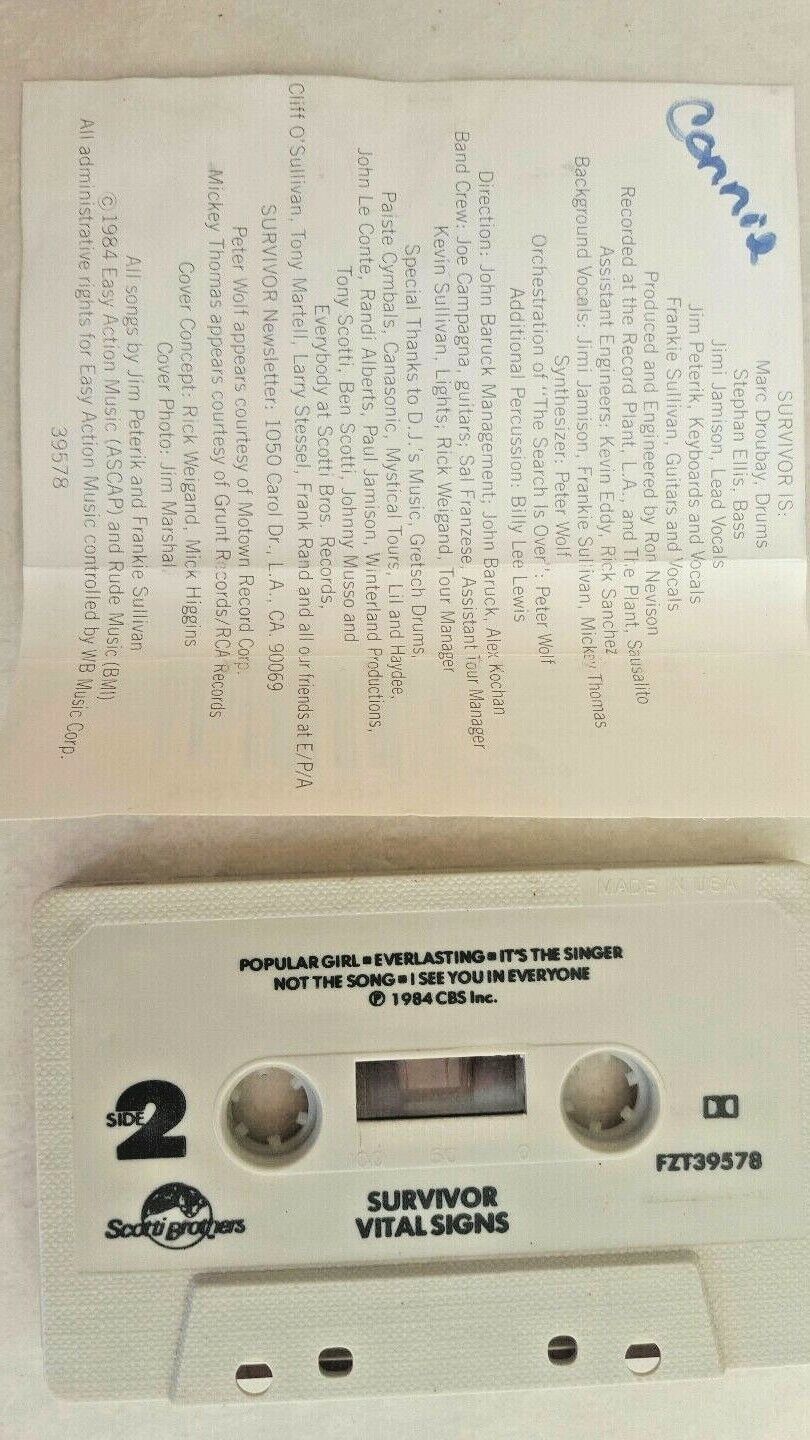 Connie
SURVIVOR IS:
Marc Droubay, Drums
Stephan Ellis, Bass
Jimi Jamison, Lead Vocals
Jim Peterik, Keyboards and Vocals
Frankie Sullivan, Guitars and Vocals
Produced and Engineered by Ron Nevison
Recorded at the Record Plant, L.A., and The Plant, Sausalito
Assistant Engineers: Kevin Eddy, Rick Sanchez
Background Vocals: Jimi Jamison, Frankie Sullivan, Mickey Thomas
Synthesizer: Peter Wolf
Orchestration of "The Search Is Over": Peter Wolf
Additional Percussion: Billy Lee Lewis
Direction: John Baruck Management; John Baruck, Alex Kochan
Band Crew: Joe Campagna, guitars; Sal Franzese, Assistant Tour Manager
Kevin Sullivan, Lights; Rick Weigand, Tour Manager
Special Thanks to D.J.'s Music, Gretsch Drums,
Paiste Cymbals, Canasonic, Mystical Tours, Lil and Haydee,
John Le Conte, Randi Alberts, Paul Jamison, Winterland Productions,
Tony Scotti, Ben Scotti, Johnny Musso and
Everybody at Scotti Bros. Records,
Cliff O'Sullivan, Tony Martell, Larry Stessel, Frank Rand and all our friends at E/P/A
SURVIVOR Newsletter: 1050 Carol Dr., L.A., CA. 90069
Peter Wolf appears courtesy of Motown Record Corp.
Mickey Thomas appears courtesy of Grunt Records/RCA Records
Cover Concept: Rick Weigand, Mick Higgins
Cover Photo: Jim Marshal
All songs by Jim Peterik and Frankie Sullivan
©1984 Easy Action Music (ASCAP) and Rude Music (BMI)
All administrative rights for Easy Action Music controlled by WB Music Corp.
39578
MADE IN USA
POPULAR GIRL ■ EVERLASTING ■ IT'S THE SINGER
NOT THE SONG ■ I SEE YOU IN EVERYONE
℗ 1984 CBS Inc.
SIDE 2
FZT39578
Scotti Brothers
SURVIVOR
VITAL SIGNS